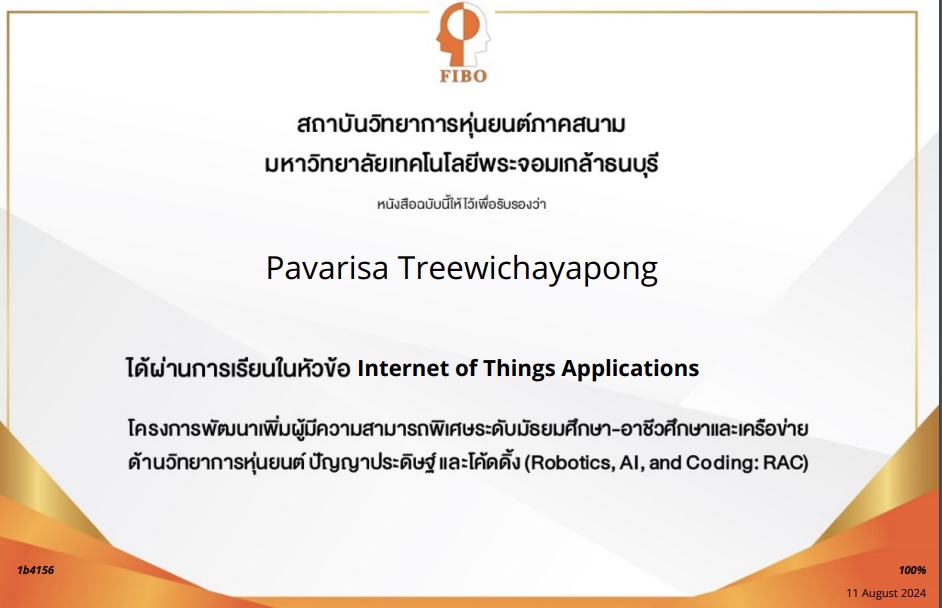 FIBO
สถาบันวิทยาการหุ่นยนต์ภาคสนาม
มหาวิทยาลัยเทคโนโลยีพระจอมเกล้าธนบุรี
หนังสือฉบับนี้ให้ไว้เพื่อรับรองว่า
Pavarisa Treewichayapong
ได้ผ่านการเรียนในหัวข้อ Internet of Things Applications
โครงการพัฒนาเพิ่มผู้มีความสามารถพิเศษระดับมัธยมศึกษา-อาชีวศึกษาและเครือข่าย
ด้านวิทยาการหุ่นยนต์ ปัญญาประดิษฐ์ และโค้ดดิ้ง (Robotics, AI, and Coding: RAC)
1b4156
100%
11 August 2024